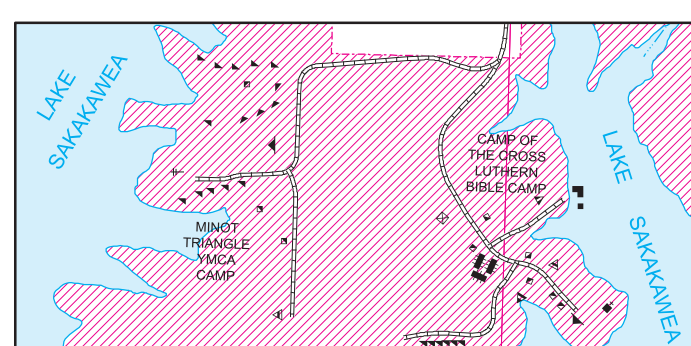 LAKE
SAKAKAWEA
CAMP OF
THE CROSS
LUTHERN
BIBLE CAMP
LAKE
SAKAKAWEA
MINOT
TRIANGLE
YMCA
CAMP